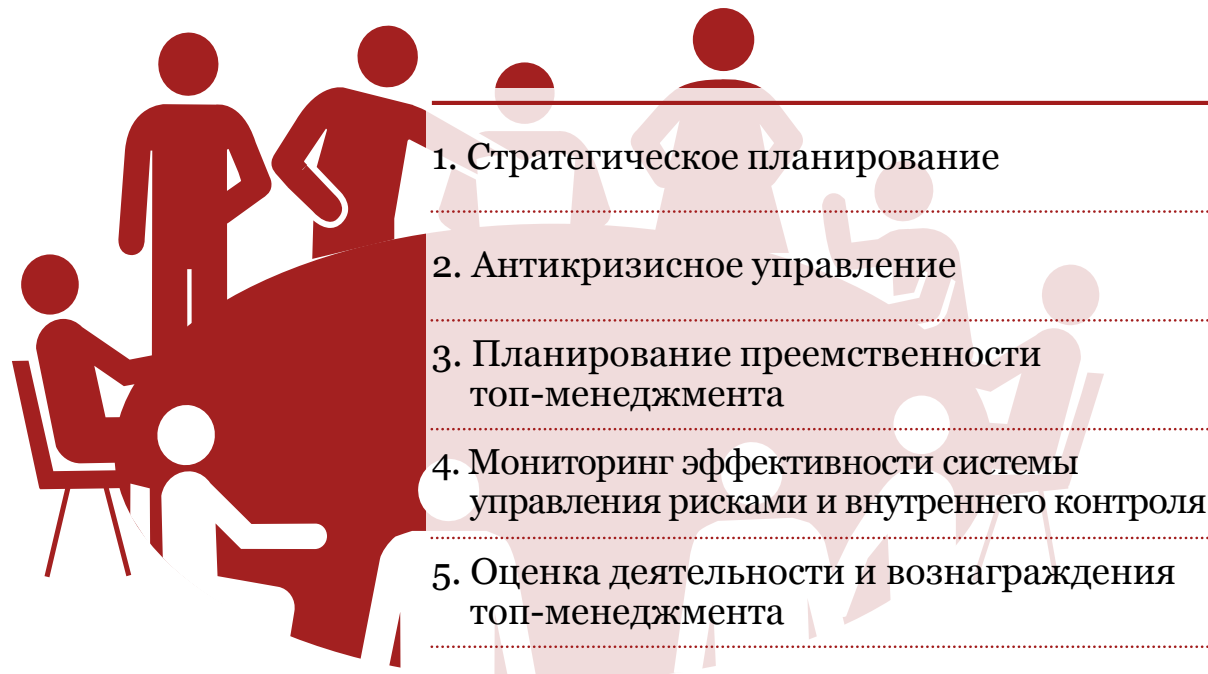 1. Стратегическое планирование
2. Антикризисное управление
3. Планирование преемственности
топ-менеджмента
4. Мониторинг эффективности системы
управления рисками и внутреннего контроля
5. Оценка деятельности и вознаграждения
топ-менеджмента